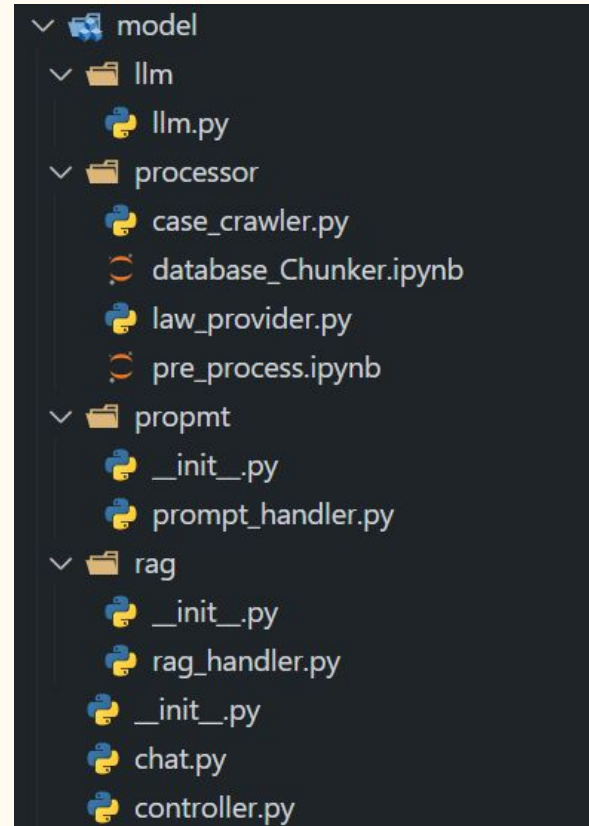 model
llm
llm.py
processor
case_crawler.py
database_Chunker.ipynb
law_provider.py
pre_process.ipynb
propmt
__init__.py
prompt_handler.py
rag
__init__.py
rag_handler.py
__init__.py
chat.py
controller.py